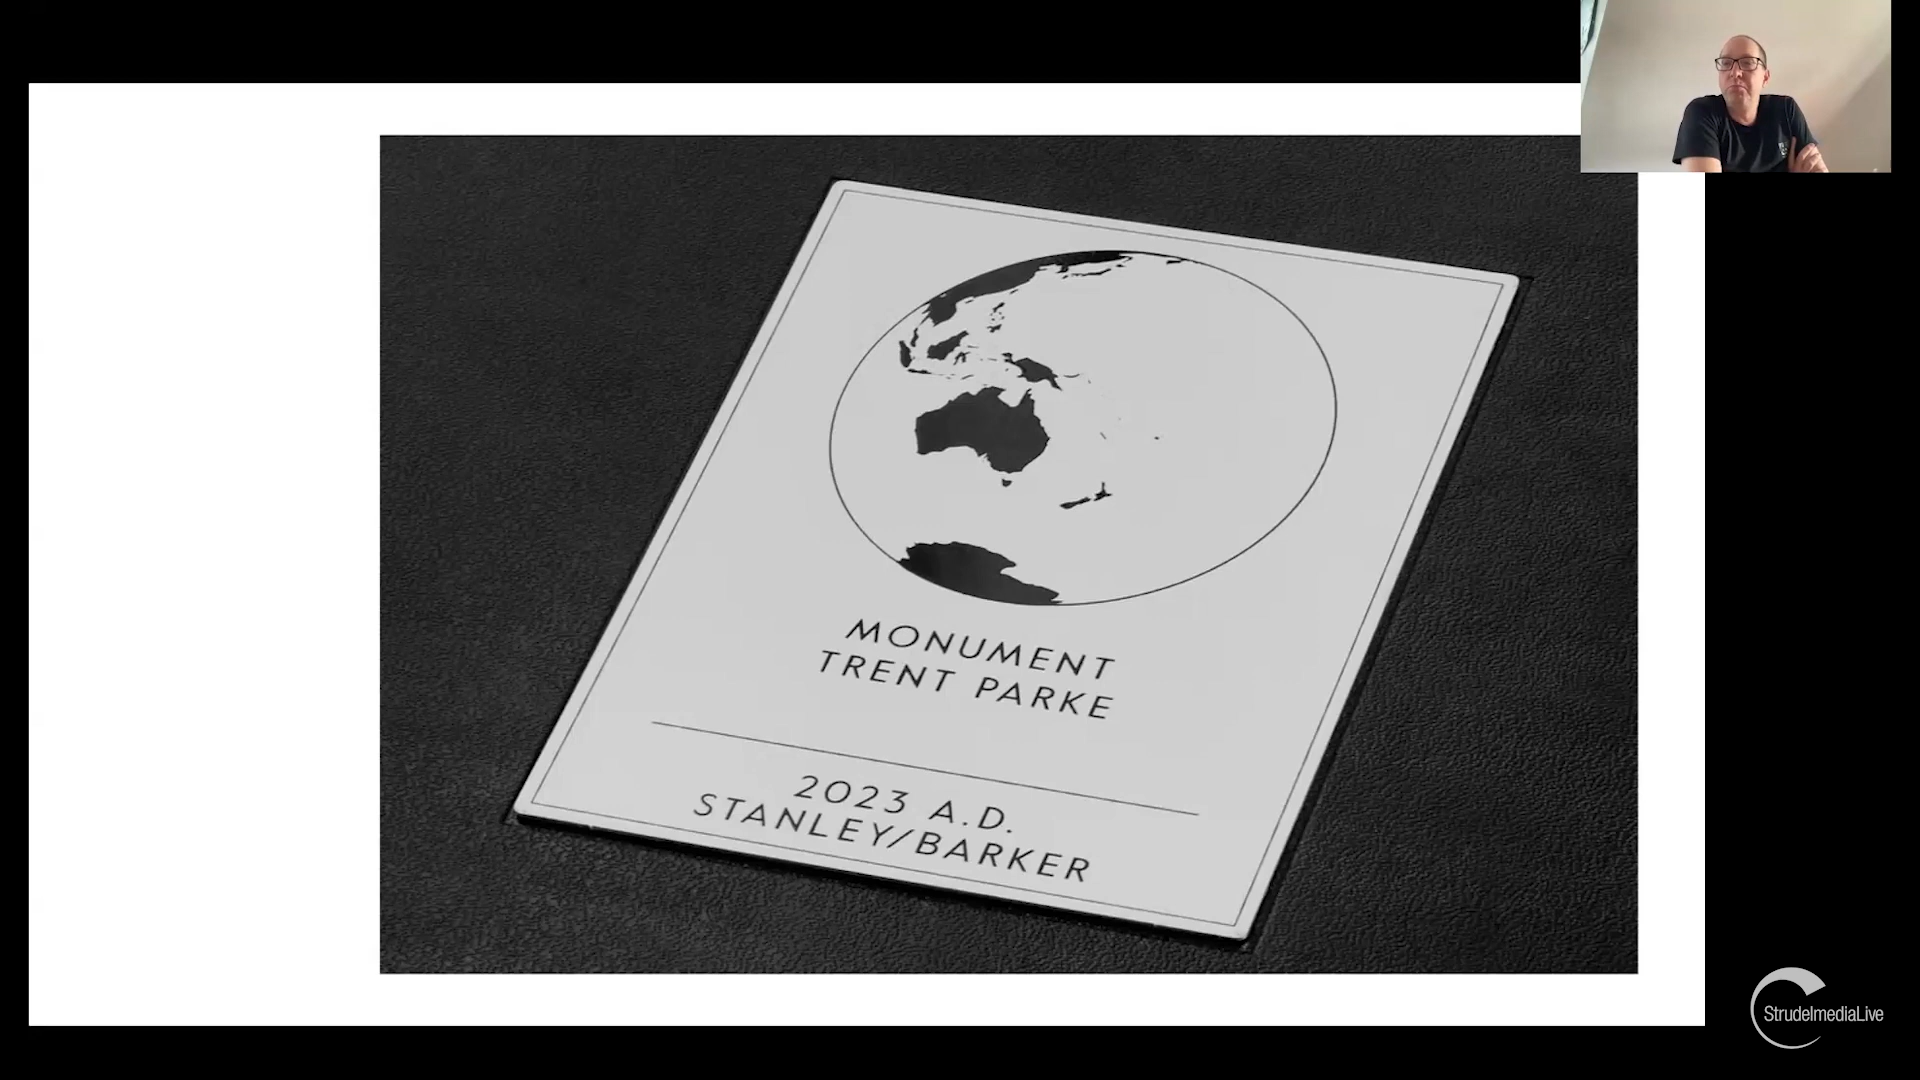 MONUMENT
TRENT PARKE
2023 A.D.
STANLEY/BARKER
StrudelmediaLive